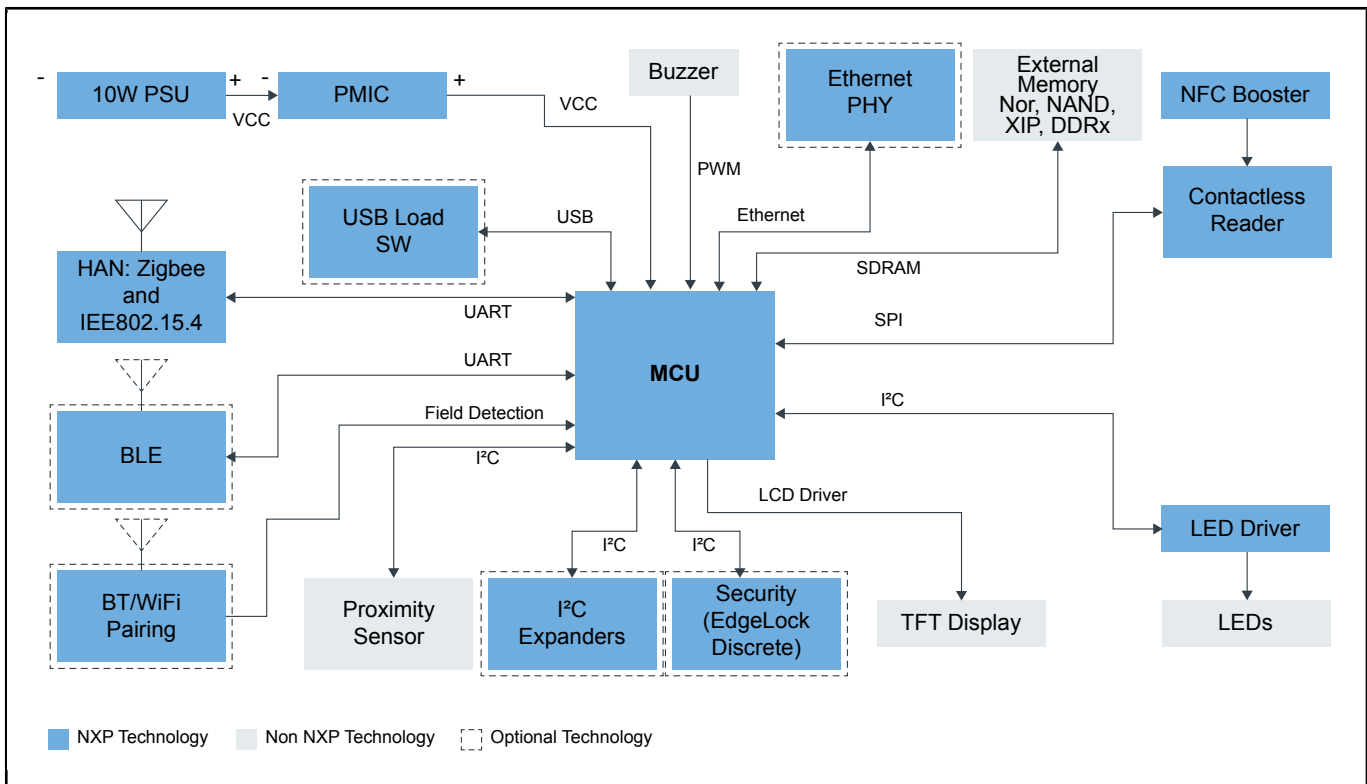 - 10W PSU + - PMIC +
VCC
VCC
Buzzer
PWM
Ethernet
PHY
Ethernet
External
Memory
Nor, NAND,
XIP, DDRx
SDRAM
NFC Booster
Contactless
Reader
SPI
USB Load
SW
USB
HAN: Zigbee
and
IEE802.15.4
UART
UART
MCU
BLE
Field Detection
I²C
I²C
BT/WiFi
Pairing
Proximity
Sensor
I²C
I²C
Expanders
I²C
Security
(EdgeLock
Discrete)
LCD Driver
TFT Display
LED Driver
LEDs
NXP Technology
Non NXP Technology
Optional Technology